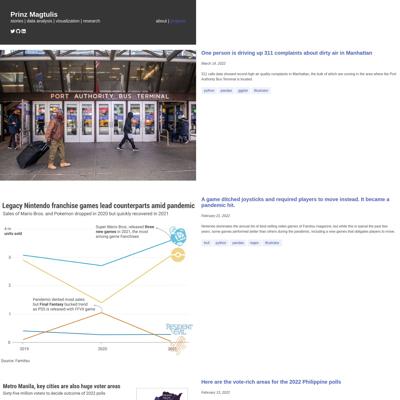 Prinz Magtulis
stories | data analysis | visualization | research
about | projects
PORT AUTHORITY BUS TERMINAL
One person is driving up 311 complaints about dirty air in Manhattan
March 14, 2022
311 calls data showed record-high air quality complaints in Manhattan, the bulk of which are coming in the area where the Port
Authority Bus Terminal is located.
python pandas ggplot illustrator
Legacy Nintendo franchise games lead counterparts amid pandemic
Sales of Mario Bros. and Pokemon dropped in 2020 but quickly recovered in 2021
4 m
units sold
Super Mario Bros. released three
new games in 2021, the most
among game franchises
3
2
Pandemic dented most sales
but Final Fantasy bucked trend
as PS5 is released with FFVII game
1
RESIDENT
EVIL
0
2019
2020
2021
Source: Famitsu
A game ditched joysticks and required players to move instead. It became a
pandemic hit.
February 23, 2022
Nintendo dominates the annual list of best-selling video games of Famitsu magazine, but while this is normal the past few
years, some games performed better than others during the pandemic, including a new games that obligates players to move.
python pandas regex illustrator
Metro Manila, key cities are also huge voter areas
Sixty-five million voters to decide outcome of 2022 polls
Here are the vote-rich areas for the 2022 Philippine polls
February 13, 2022